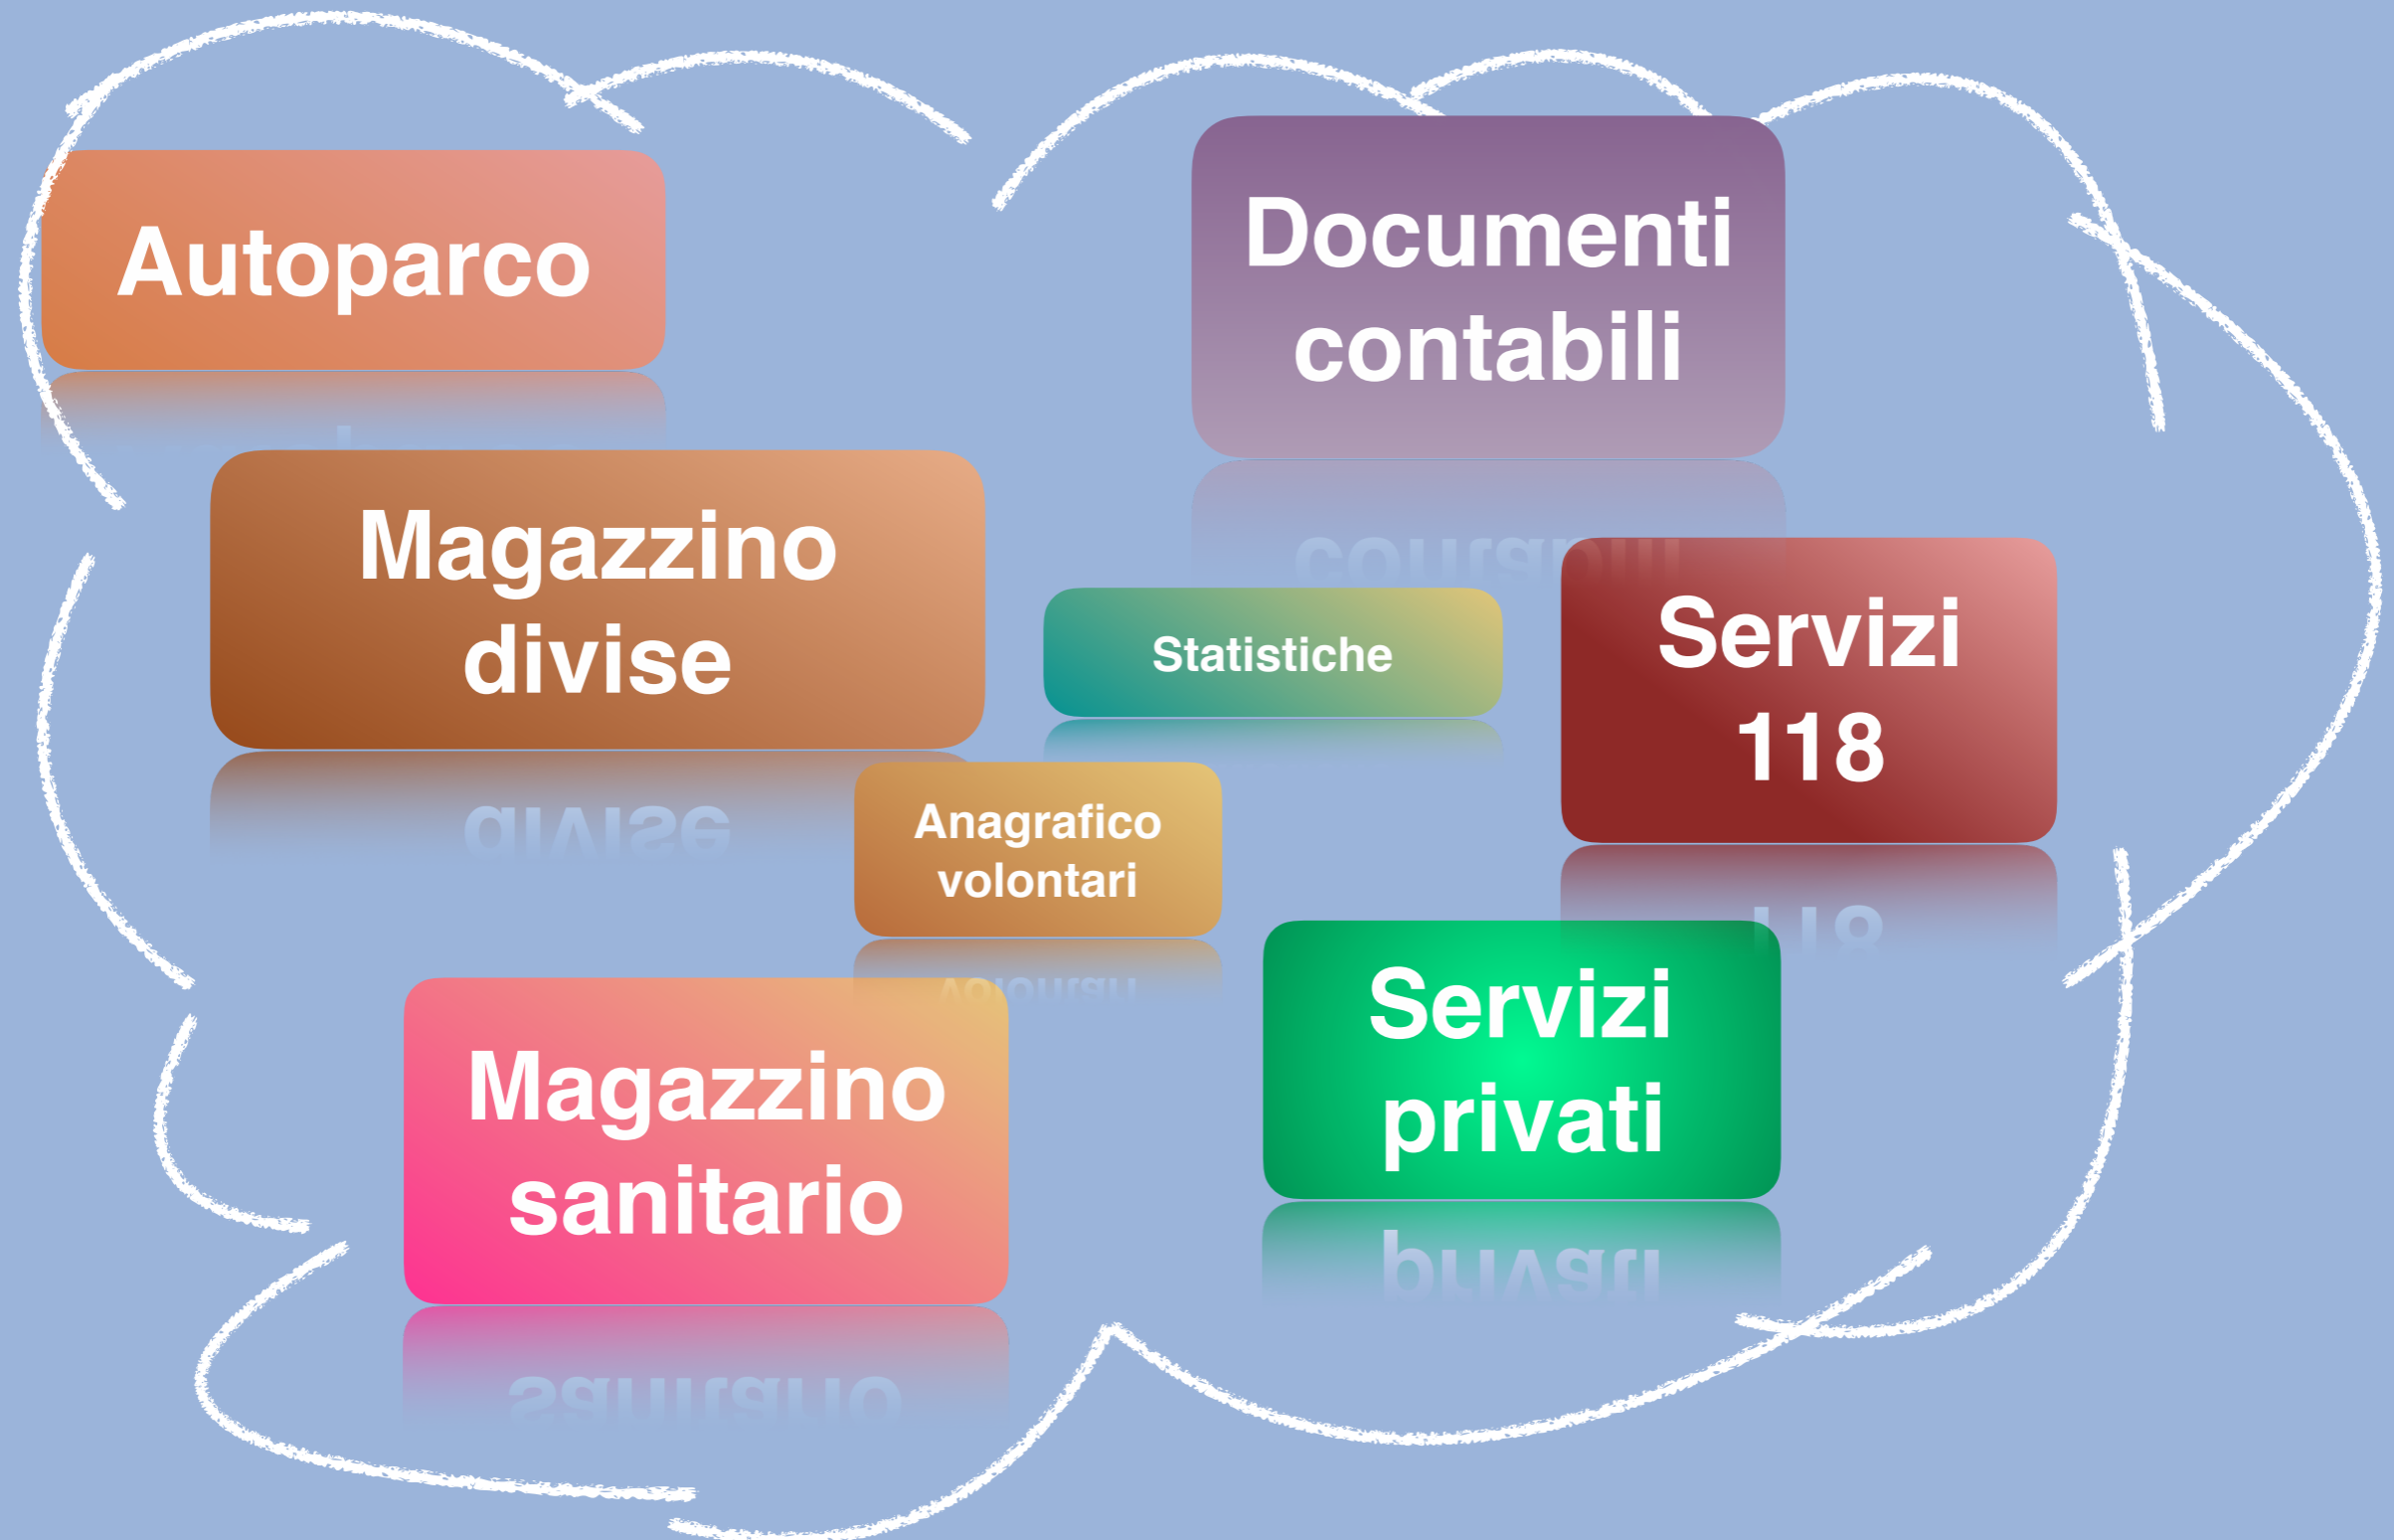 Autoparco
Documenti
contabili
Magazzino
divise
Statistiche
Servizi
118
Anagrafico
volontari
Magazzino
sanitario
Servizi
privati